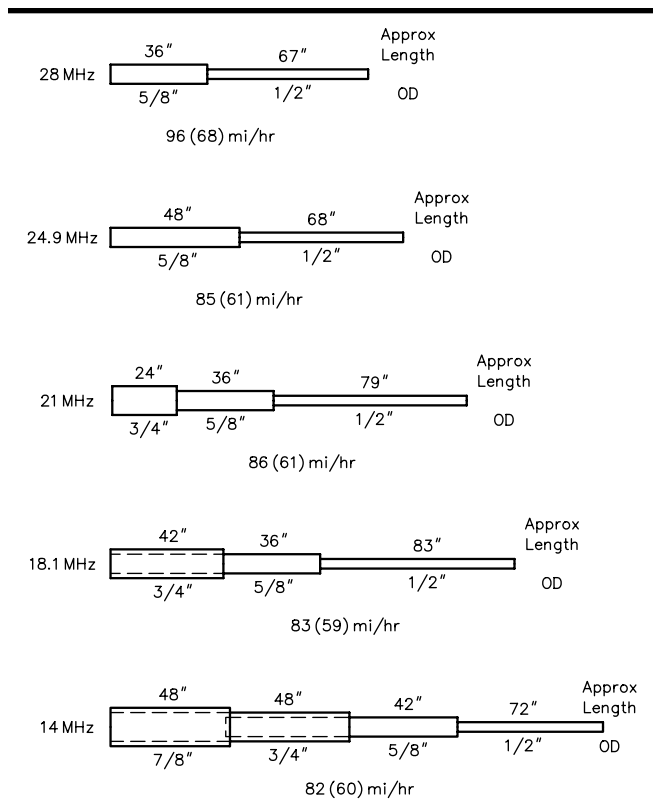 Approx
36″ 67″ Length
28 MHz
5/8″ 1/2″ OD
96 (68) mi/hr
Approx
48″ 68″ Length
24.9 MHz
5/8″ 1/2″ OD
85 (61) mi/hr
Approx
24″ 36″ 79″ Length
21 MHz
3/4″ 5/8″ 1/2″ OD
86 (61) mi/hr
Approx
42″ 36″ 83″ Length
18.1 MHz
3/4″ 5/8″ 1/2″ OD
83 (59) mi/hr
Approx
48″ 48″ 42″ 72″ Length
14 MHz
7/8″ 3/4″ 5/8″ 1/2″ OD
82 (60) mi/hr